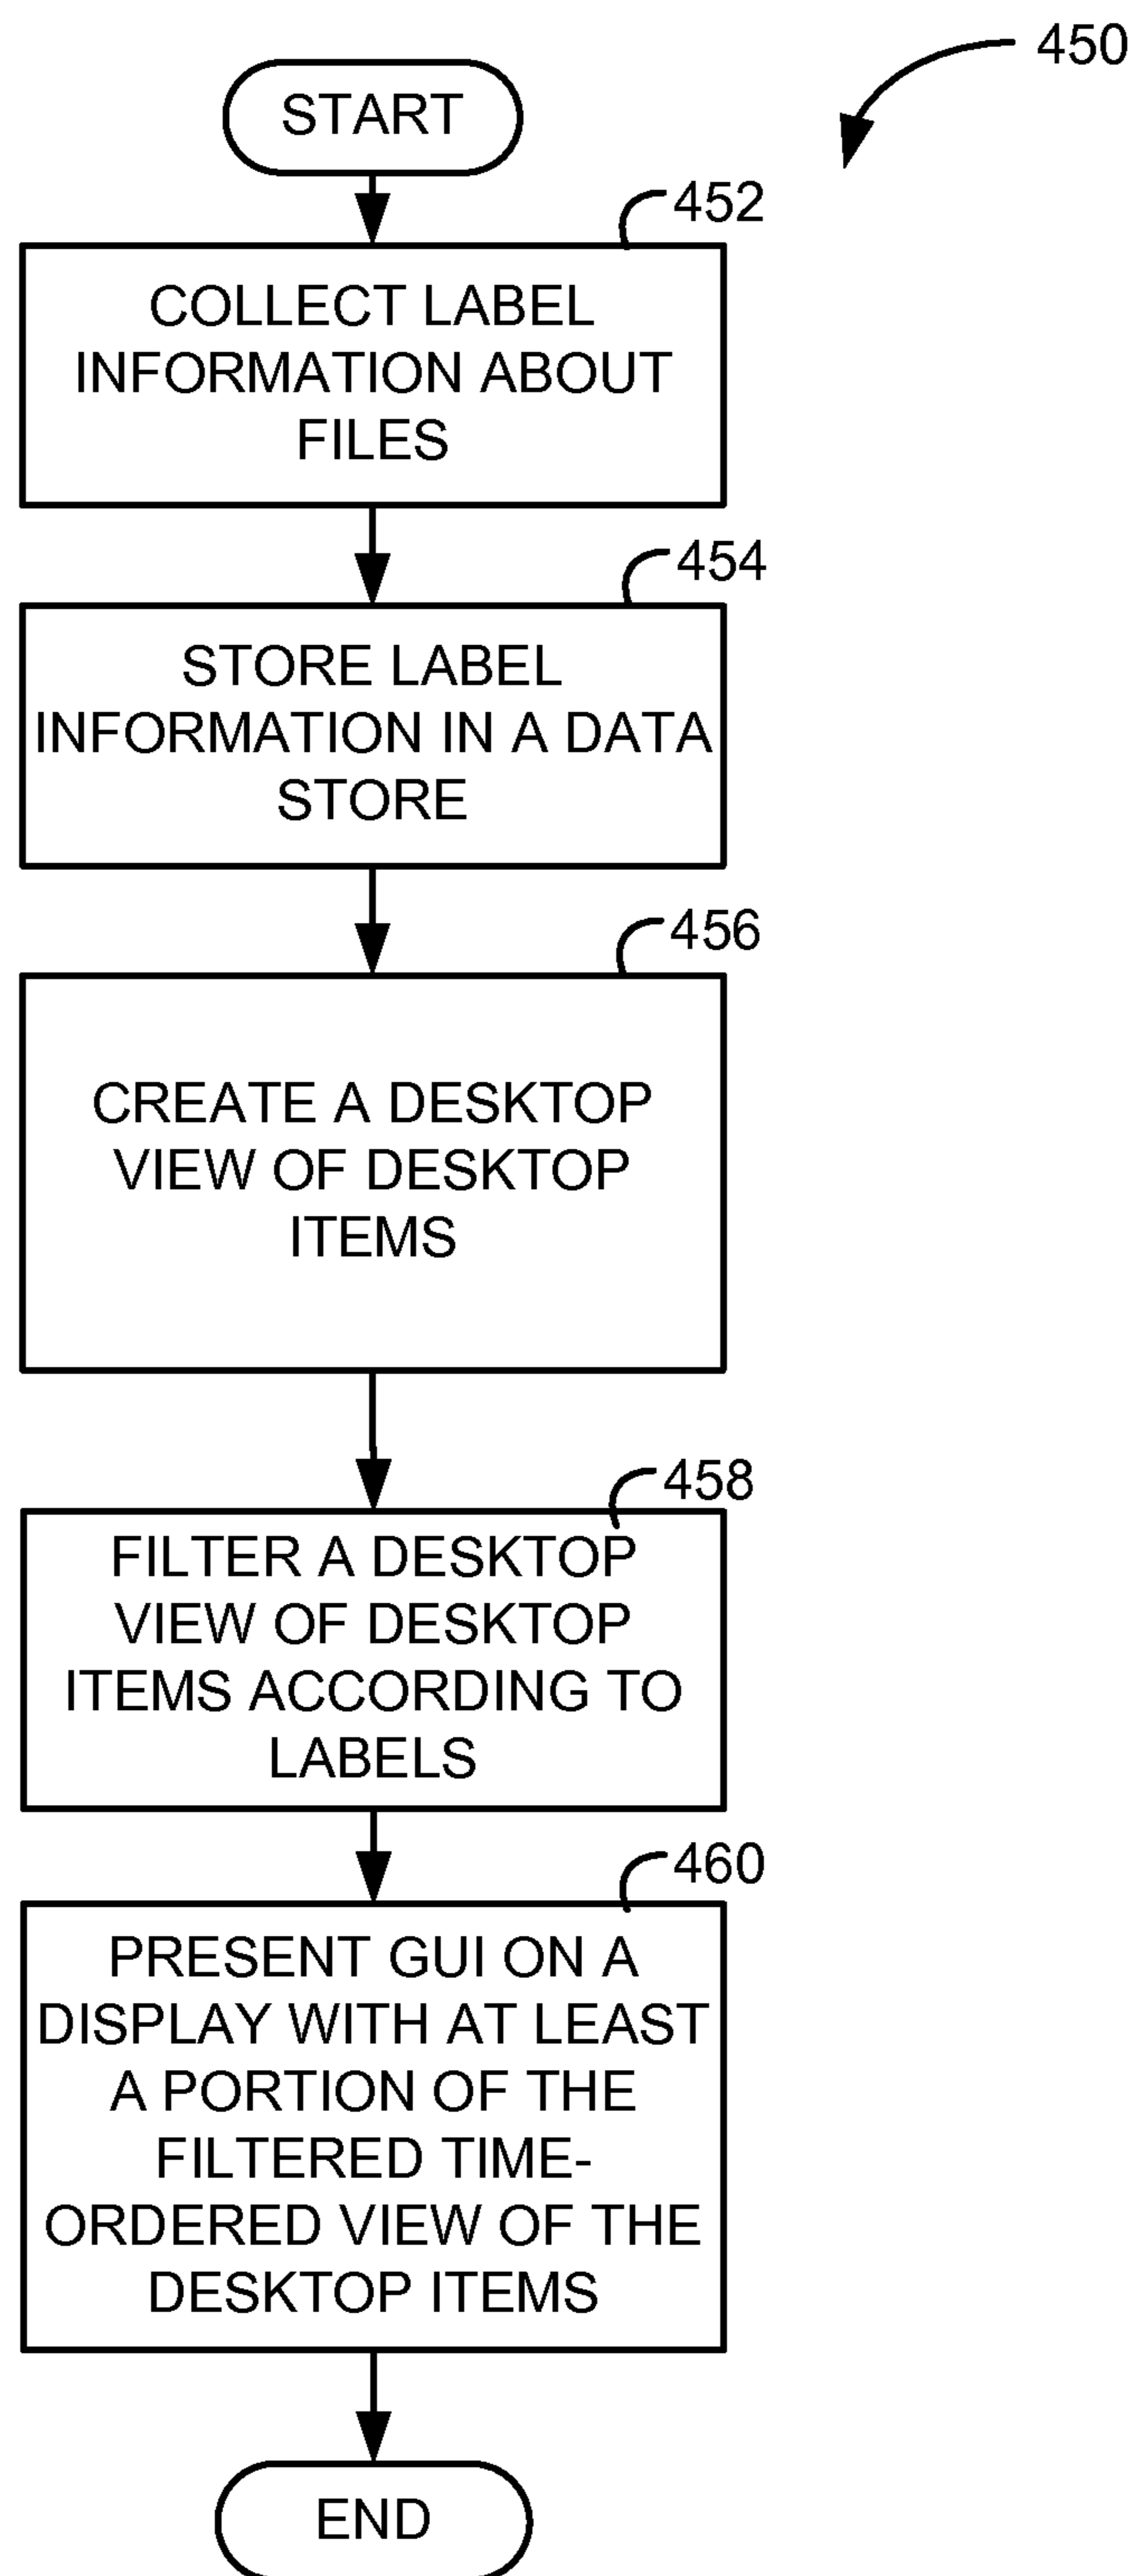 450
START
452
COLLECT LABEL
INFORMATION ABOUT
FILES
454
STORE LABEL
INFORMATION IN A DATA
STORE
456
CREATE A DESKTOP
VIEW OF DESKTOP
ITEMS
458
FILTER A DESKTOP
VIEW OF DESKTOP
ITEMS ACCORDING TO
LABELS
460
PRESENT GUI ON A
DISPLAY WITH AT LEAST
A PORTION OF THE
FILTERED TIME-
ORDERED VIEW OF THE
DESKTOP ITEMS
END